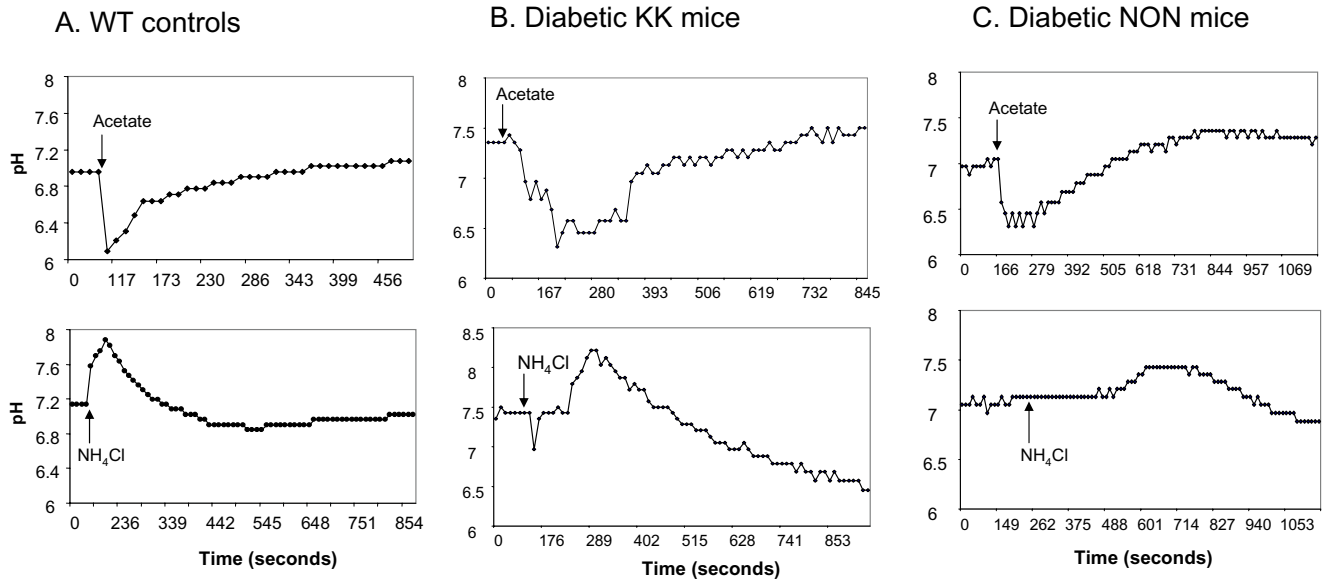 A. WT controls
B. Diabetic KK mice
C. Diabetic NON mice
8
7.6
7.2
6.8
6.4
6
pH
Acetate
0 117 173 230 286 343 399 456
8
7.5
7
6.5
6
Acetate
0 167 280 393 506 619 732 845
8
7.5
7
6.5
6
pH
Acetate
0 166 279 392 505 618 731 844 957 1069
8
7.6
7.2
6.8
6.4
6
pH
NH₄Cl
0 236 339 442 545 648 751 854
Time (seconds)
8.5
8
7.5
7
6.5
6
NH₄Cl
0 176 289 402 515 628 741 853
Time (seconds)
8
7.5
7
6.5
6
pH
NH₄Cl
0 149 262 375 488 601 714 827 940 1053
Time (seconds)